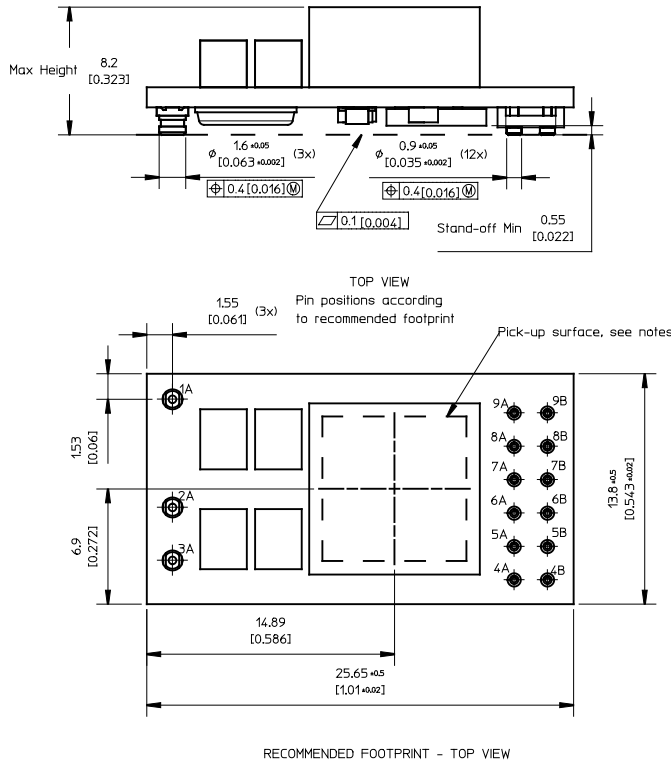 Max Height
8.2
[0.323]
⌀ 1.6 ±0.05
[0.063 ±0.002] (3x)
⌖ 0.4 [0.016] Ⓜ
⌀ 0.9 ±0.05
[0.035 ±0.002] (12x)
⌖ 0.4 [0.016] Ⓜ
⏥ 0.1 [0.004]
Stand-off Min
0.55
[0.022]
TOP VIEW
Pin positions according
to recommended footprint
1.55
[0.061] (3x)
Pick-up surface, see notes
1A
2A
3A
9A 9B
8A 8B
7A 7B
6A 6B
5A 5B
4A 4B
1.53
[0.06]
6.9
[0.272]
13.8 ±0.5
[0.543 ±0.02]
14.89
[0.586]
25.65 ±0.5
[1.01 ±0.02]
RECOMMENDED FOOTPRINT - TOP VIEW